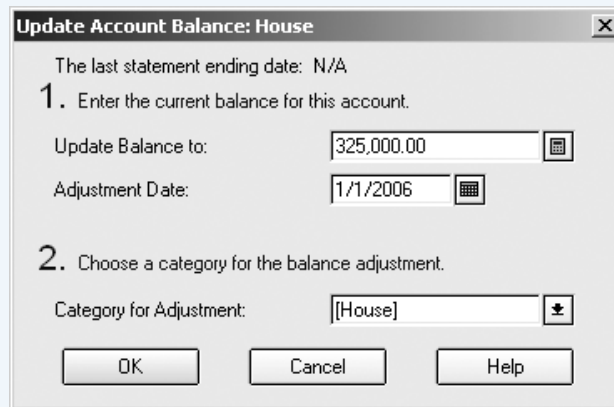 Update Account Balance: House
The last statement ending date: N/A
1. Enter the current balance for this account.
Update Balance to: 325,000.00
Adjustment Date: 1/1/2006
2. Choose a category for the balance adjustment.
Category for Adjustment: [House]
OK Cancel Help